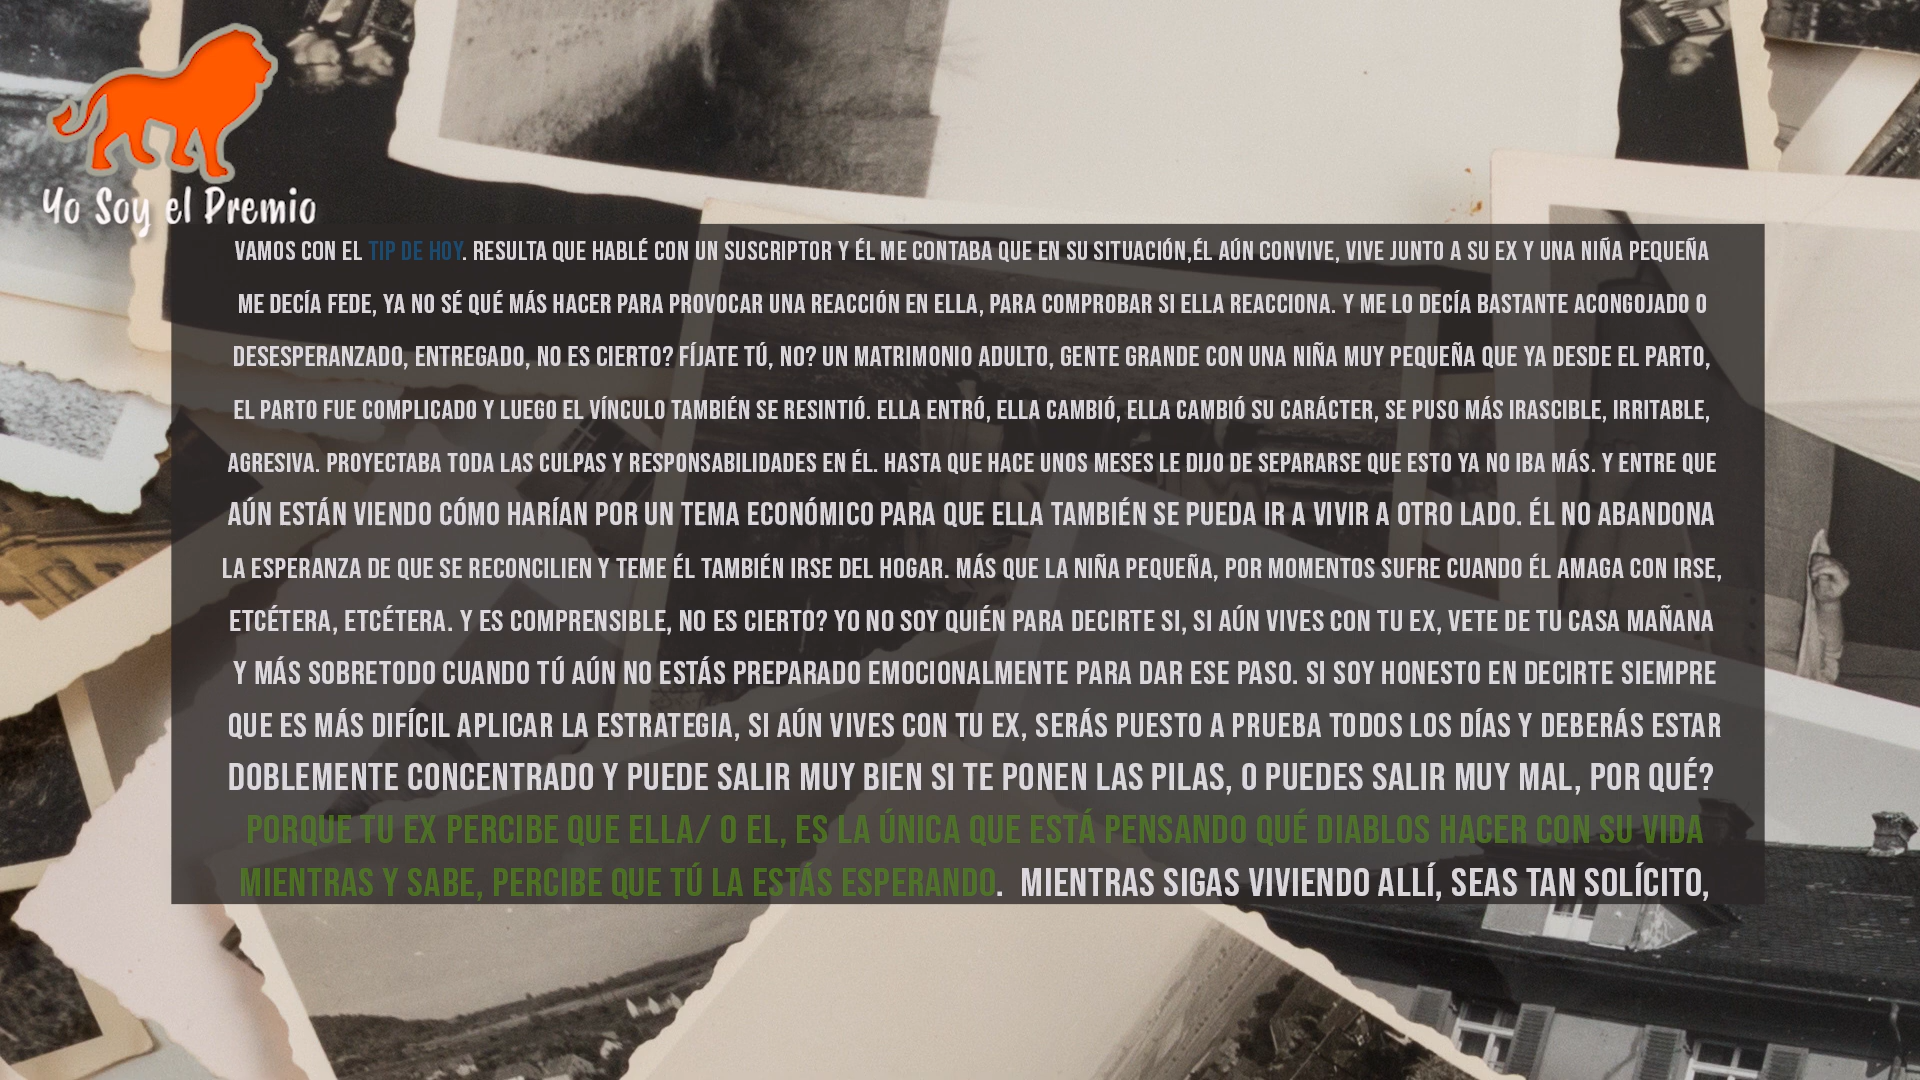 Yo Soy el Premio
VAMOS CON EL TIP DE HOY. RESULTA QUE HABLÉ CON UN SUSCRIPTOR Y ÉL ME CONTABA QUE EN SU SITUACIÓN,ÉL AÚN CONVIVE, VIVE JUNTO A SU EX Y UNA NIÑA PEQUEÑA
ME DECÍA FEDE, YA NO SÉ QUÉ MÁS HACER PARA PROVOCAR UNA REACCIÓN EN ELLA, PARA COMPROBAR SI ELLA REACCIONA. Y ME LO DECÍA BASTANTE ACONGOJADO O
DESESPERANZADO, ENTREGADO, NO ES CIERTO? FÍJATE TÚ, NO? UN MATRIMONIO ADULTO, GENTE GRANDE CON UNA NIÑA MUY PEQUEÑA QUE YA DESDE EL PARTO,
EL PARTO FUE COMPLICADO Y LUEGO EL VÍNCULO TAMBIÉN SE RESINTIÓ. ELLA ENTRÓ, ELLA CAMBIÓ, ELLA CAMBIÓ SU CARÁCTER, SE PUSO MÁS IRASCIBLE, IRRITABLE,
AGRESIVA. PROYECTABA TODA LAS CULPAS Y RESPONSABILIDADES EN ÉL. HASTA QUE HACE UNOS MESES LE DIJO DE SEPARARSE QUE ESTO YA NO IBA MÁS. Y ENTRE QUE
AÚN ESTÁN VIENDO CÓMO HARÍAN POR UN TEMA ECONÓMICO PARA QUE ELLA TAMBIÉN SE PUEDA IR A VIVIR A OTRO LADO. ÉL NO ABANDONA
LA ESPERANZA DE QUE SE RECONCILIEN Y TEME ÉL TAMBIÉN IRSE DEL HOGAR. MÁS QUE LA NIÑA PEQUEÑA, POR MOMENTOS SUFRE CUANDO ÉL AMAGA CON IRSE,
ETCÉTERA, ETCÉTERA. Y ES COMPRENSIBLE, NO ES CIERTO? YO NO SOY QUIÉN PARA DECIRTE SI, SI AÚN VIVES CON TU EX, VETE DE TU CASA MAÑANA
Y MÁS SOBRETODO CUANDO TÚ AÚN NO ESTÁS PREPARADO EMOCIONALMENTE PARA DAR ESE PASO. SI SOY HONESTO EN DECIRTE SIEMPRE
QUE ES MÁS DIFÍCIL APLICAR LA ESTRATEGIA, SI AÚN VIVES CON TU EX, SERÁS PUESTO A PRUEBA TODOS LOS DÍAS Y DEBERÁS ESTAR
DOBLEMENTE CONCENTRADO Y PUEDE SALIR MUY BIEN SI TE PONEN LAS PILAS, O PUEDES SALIR MUY MAL, POR QUÉ?
PORQUE TU EX PERCIBE QUE ELLA/ O EL, ES LA ÚNICA QUE ESTÁ PENSANDO QUÉ DIABLOS HACER CON SU VIDA
MIENTRAS Y SABE, PERCIBE QUE TÚ LA ESTÁS ESPERANDO. MIENTRAS SIGAS VIVIENDO ALLÍ, SEAS TAN SOLÍCITO,